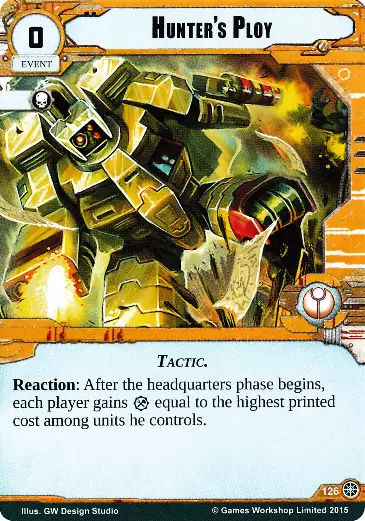 Hunter's Ploy
0
EVENT
Tactic.
Reaction: After the headquarters phase begins,
each player gains equal to the highest printed
cost among units he controls.
126
Illus. GW Design Studio
© Games Workshop Limited 2015